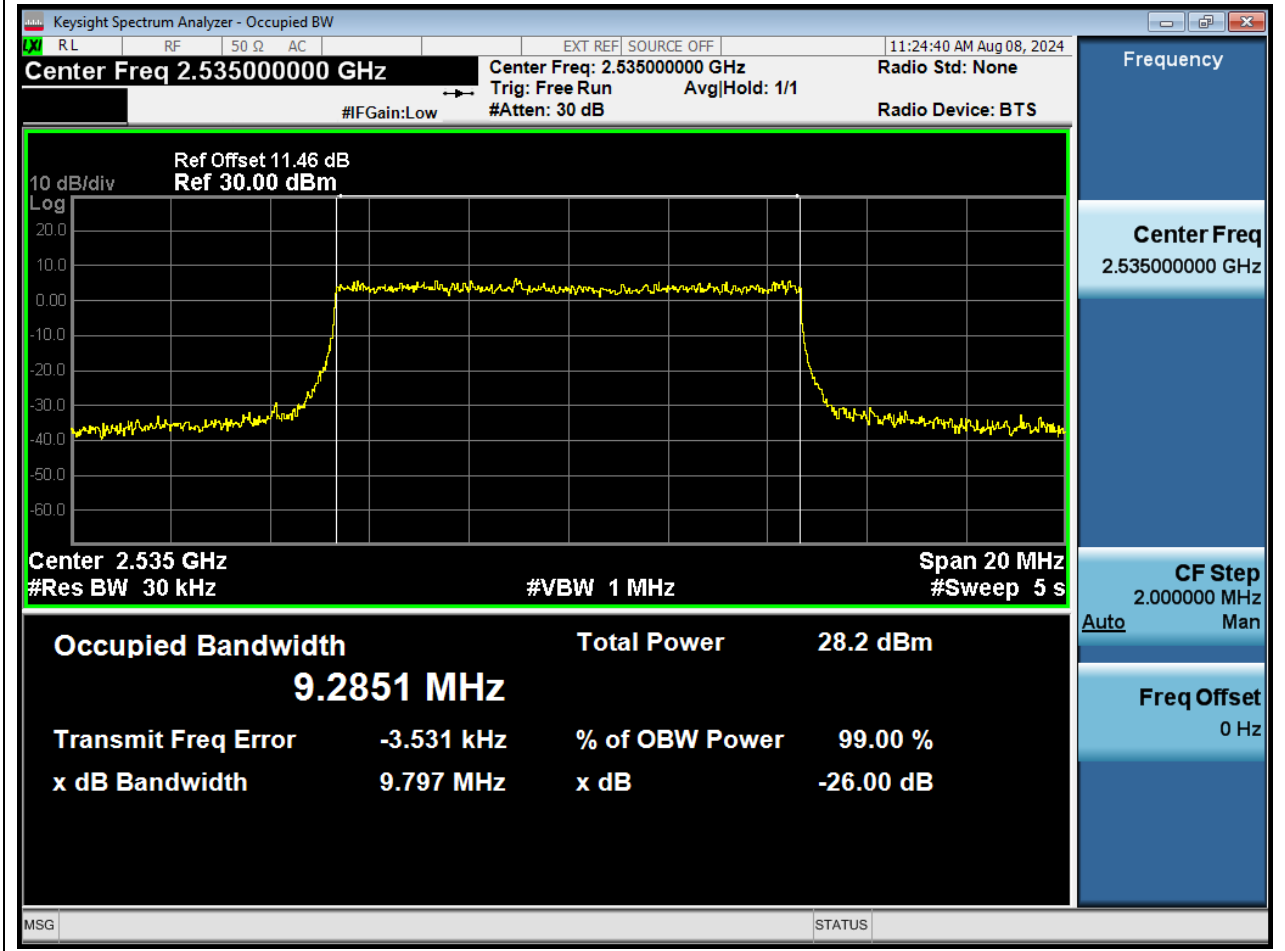 Keysight Spectrum Analyzer - Occupied BW
LXI RL RF 50 Ω AC EXT REF SOURCE OFF 11:24:40 AM Aug 08, 2024
Center Freq 2.535000000 GHz
Center Freq: 2.535000000 GHz
Radio Std: None
Trig: Free Run Avg|Hold: 1/1
#IFGain:Low
#Atten: 30 dB
Radio Device: BTS
Ref Offset 11.46 dB
10 dB/div Ref 30.00 dBm
Log
20.0
10.0
0.00
-10.0
-20.0
-30.0
-40.0
-50.0
-60.0
Center 2.535 GHz Span 20 MHz
#Res BW 30 kHz #VBW 1 MHz #Sweep 5 s
Occupied Bandwidth Total Power 28.2 dBm
9.2851 MHz
Transmit Freq Error -3.531 kHz % of OBW Power 99.00 %
x dB Bandwidth 9.797 MHz x dB -26.00 dB
Frequency
Center Freq
2.535000000 GHz
CF Step
2.000000 MHz
Auto Man
Freq Offset
0 Hz
MSG STATUS